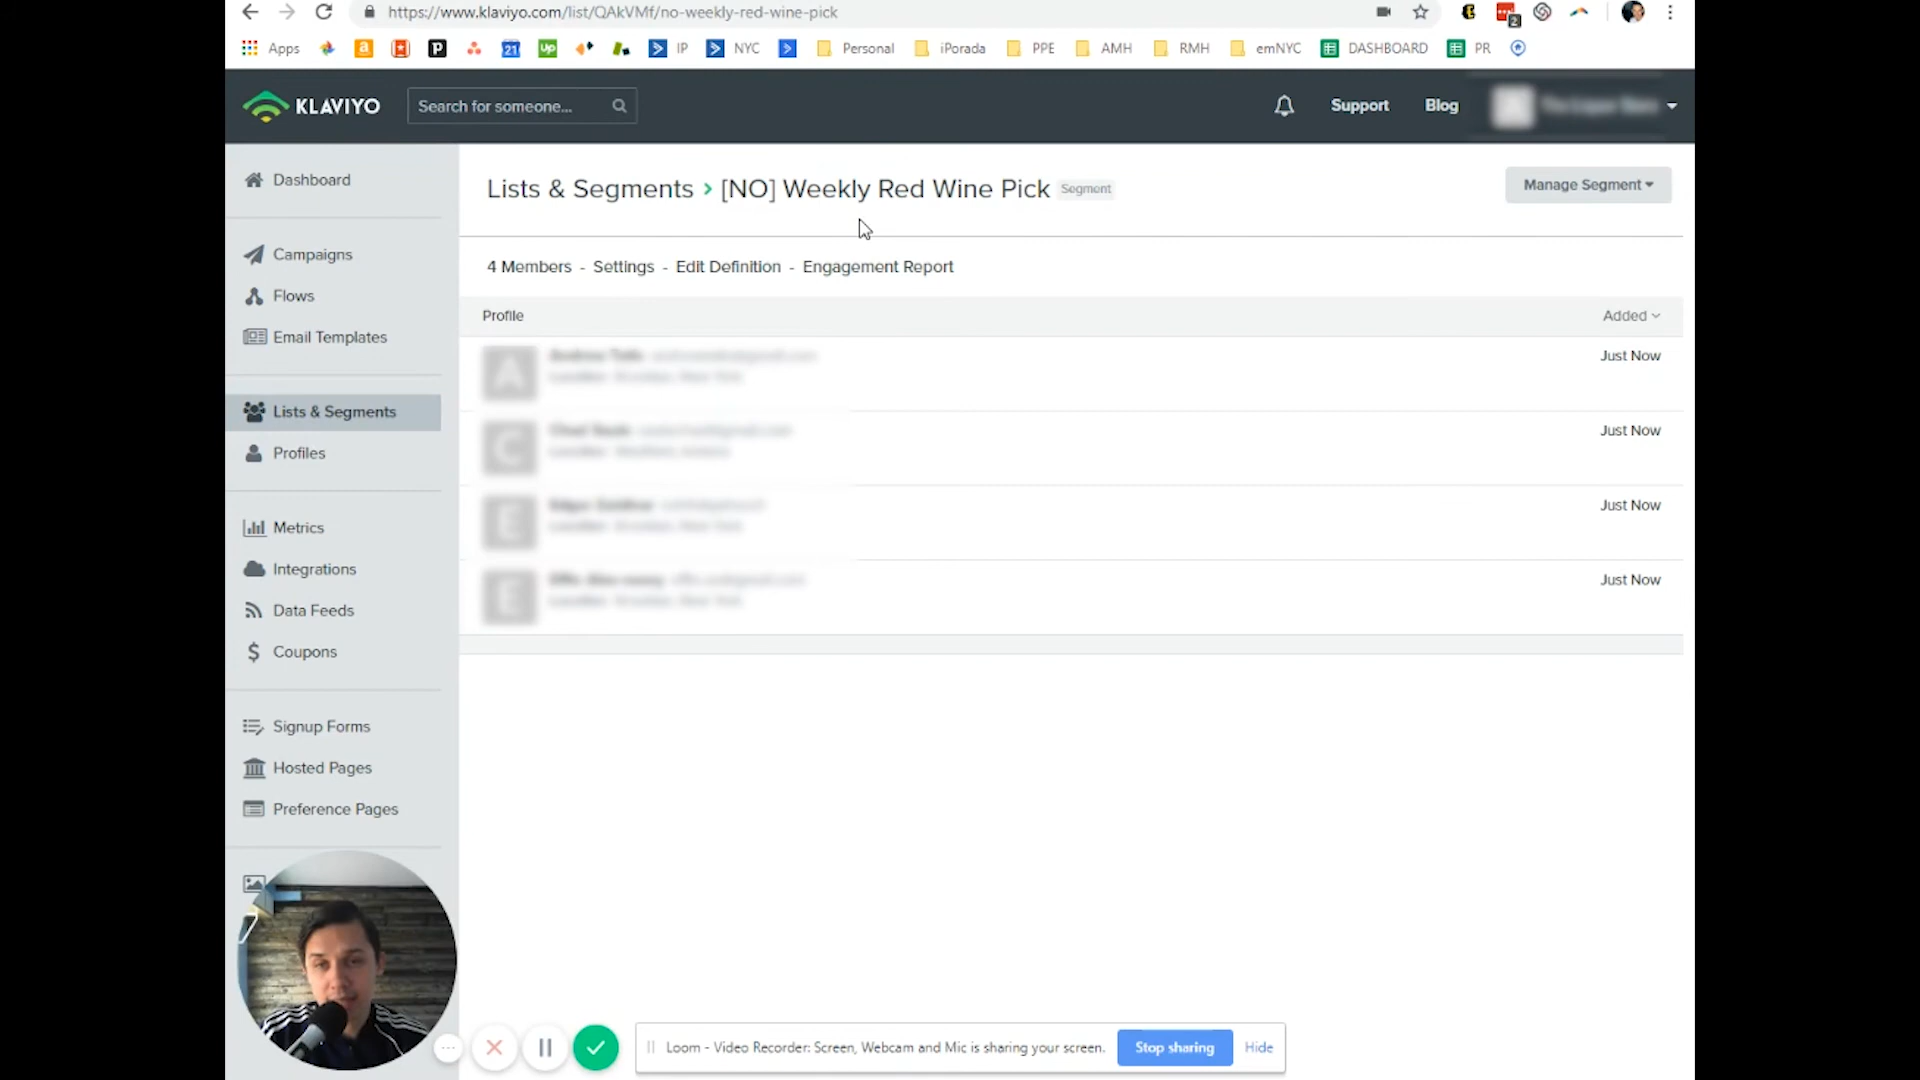 https://www.klaviyo.com/list/QAkVMf/no-weekly-red-wine-pick
2
Apps
a
P
21
up
IP
NYC
Personal
iPorada
PPE
AMH
RMH
emNYC
DASHBOARD
PR
KLAVIYO
Search for someone...
Support
Blog
Dashboard
Campaigns
Flows
Email Templates
Lists & Segments
Profiles
Metrics
Integrations
Data Feeds
Coupons
Signup Forms
Hosted Pages
Preference Pages
Lists & Segments > [NO] Weekly Red Wine Pick Segment
Manage Segment
4 Members - Settings - Edit Definition - Engagement Report
Profile
Added
A
Just Now
C
Just Now
E
Just Now
E
Just Now
Loom - Video Recorder: Screen, Webcam and Mic is sharing your screen.
Stop sharing
Hide